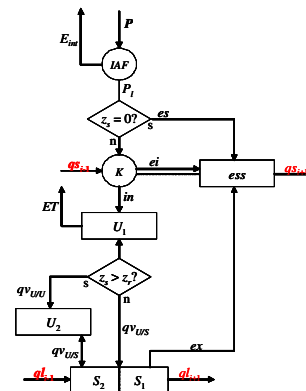 P
E_int
IAF
P_I
z_s = 0?
es
s
n
qs_i-1
K
ei
ess
qs_i+1
in
ET
U_1
z_s > z_r?
s
n
qv_U/U
qv_U/S
U_2
qv_U/S
ex
ql_i-1
S_2
S_1
ql_i+1